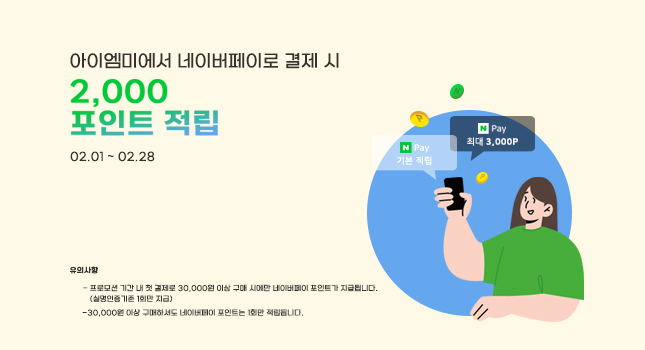 아이엠미에서 네이버페이로 결제 시
2,000
포인트 적립
02.01 ~ 02.28
N Pay
최대 3,000P
N Pay
기본 적립
유의사항
- 프로모션 기간 내 첫 결제로 30,000원 이상 구매 시에만 네이버페이 포인트가 지급됩니다.
(실명인증기준 1회만 지급)
-30,000원 이상 구매하셔도 네이버페이 포인트는 1회만 적립됩니다.